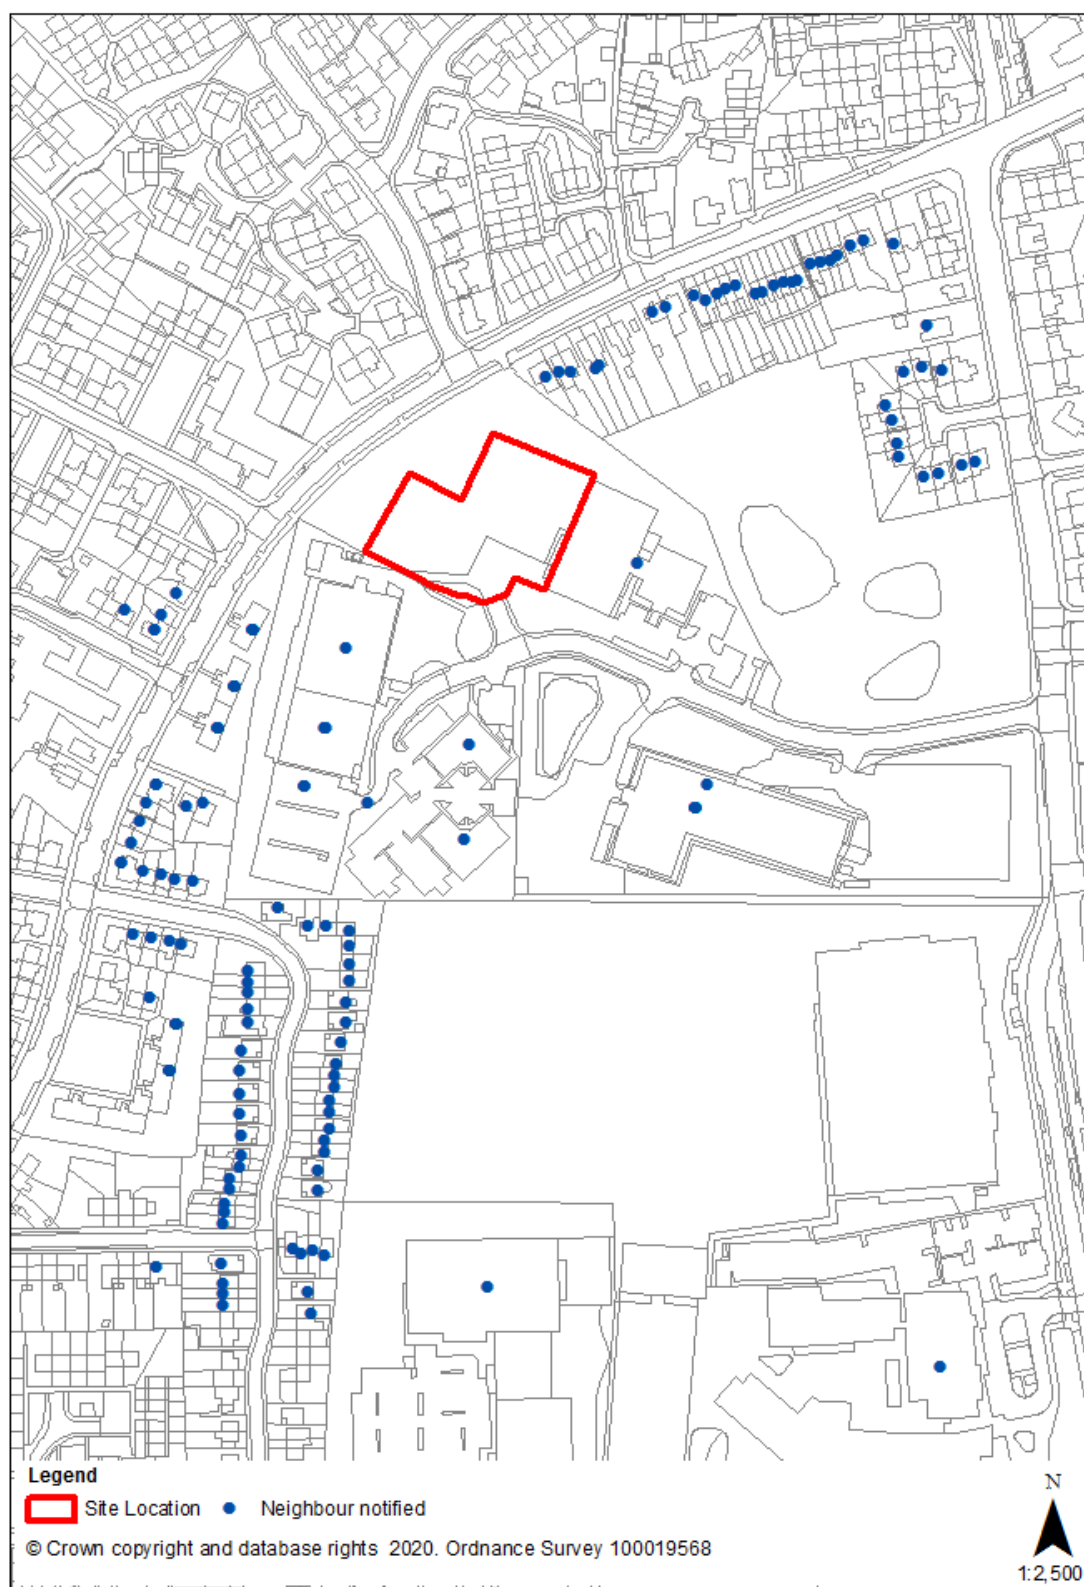 Legend
Site Location
Neighbour notified
N
© Crown copyright and database rights 2020. Ordnance Survey 100019568
1:2,500